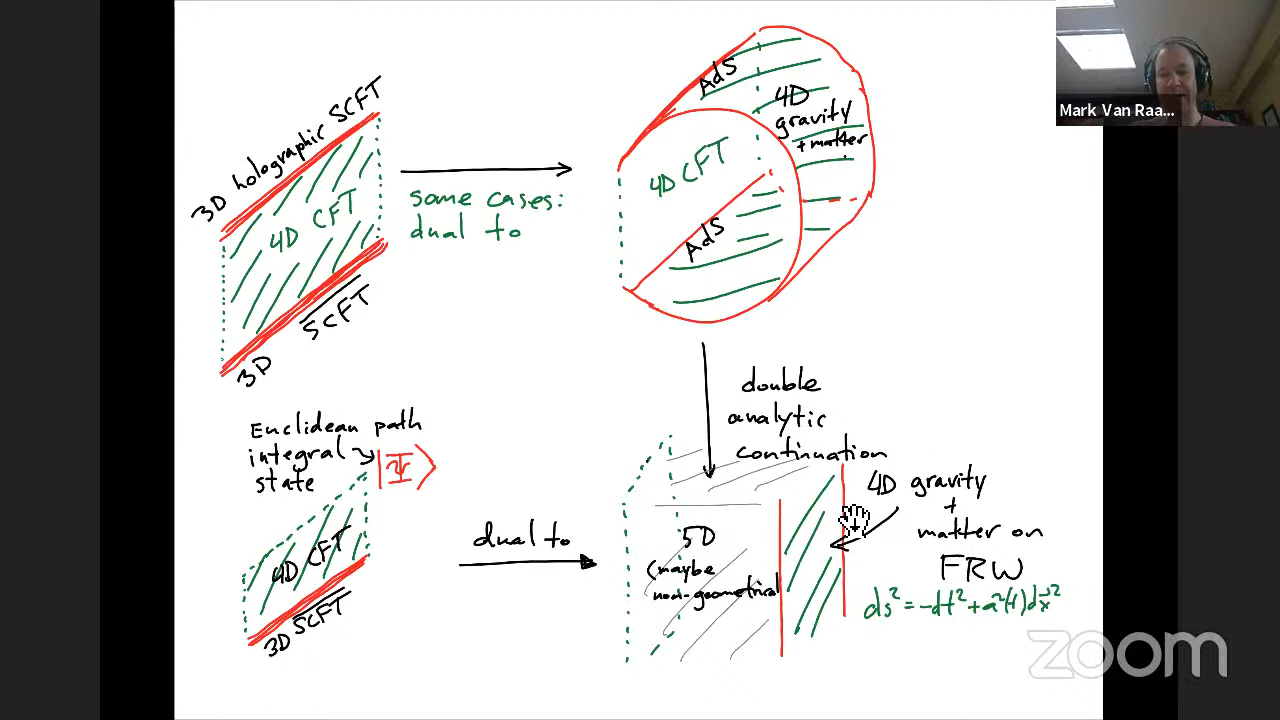 3D holographic SCFT
4D CFT
3D SCFT
some cases:
dual to
AdS
4D
gravity
+ matter
4D CFT
AdS
double
analytic
continuation
Euclidean path
integral
state
|Ψ⟩
4D CFT
3D SCFT
dual to
5D
(maybe
non-geometrical
4D gravity
+
matter on
FRW
ds² = -dt² + a²(t) dx⃗²
Mark Van Raa...
zoom